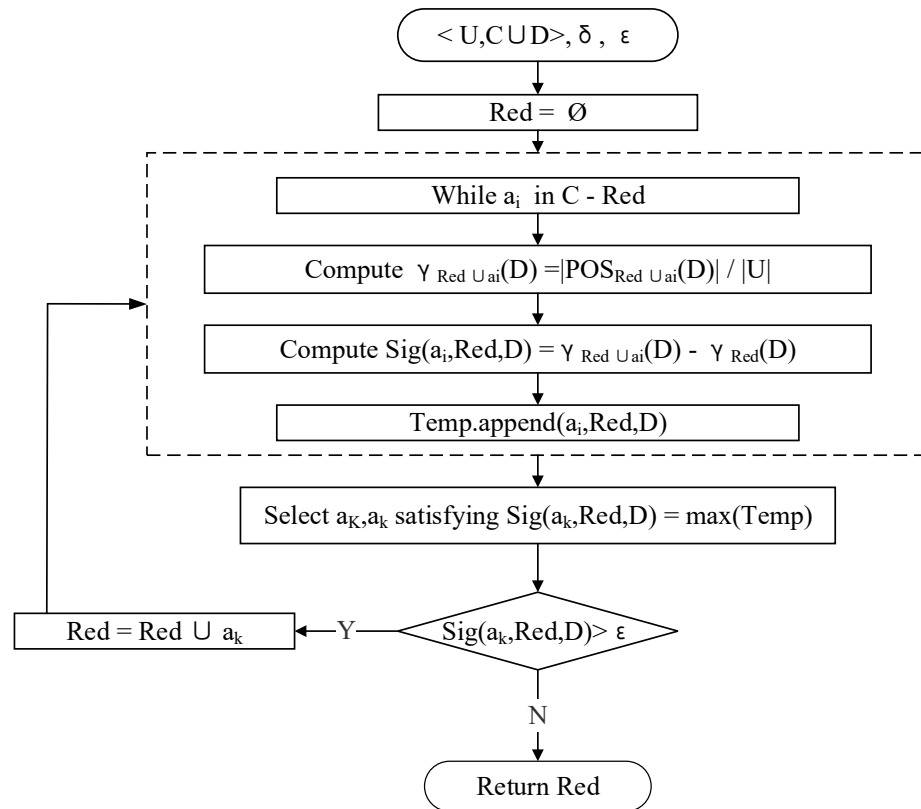 < U,C∪D>, δ , ε
Red = Ø
While aᵢ in C - Red
Compute γ Red ∪ai(D) =|POSRed ∪ai(D)| / |U|
Compute Sig(aᵢ,Red,D) = γ Red ∪ai(D) - γ Red(D)
Temp.append(aᵢ,Red,D)
Select aK,ak satisfying Sig(ak,Red,D) = max(Temp)
Red = Red ∪ ak
Y
Sig(ak,Red,D)> ε
N
Return Red